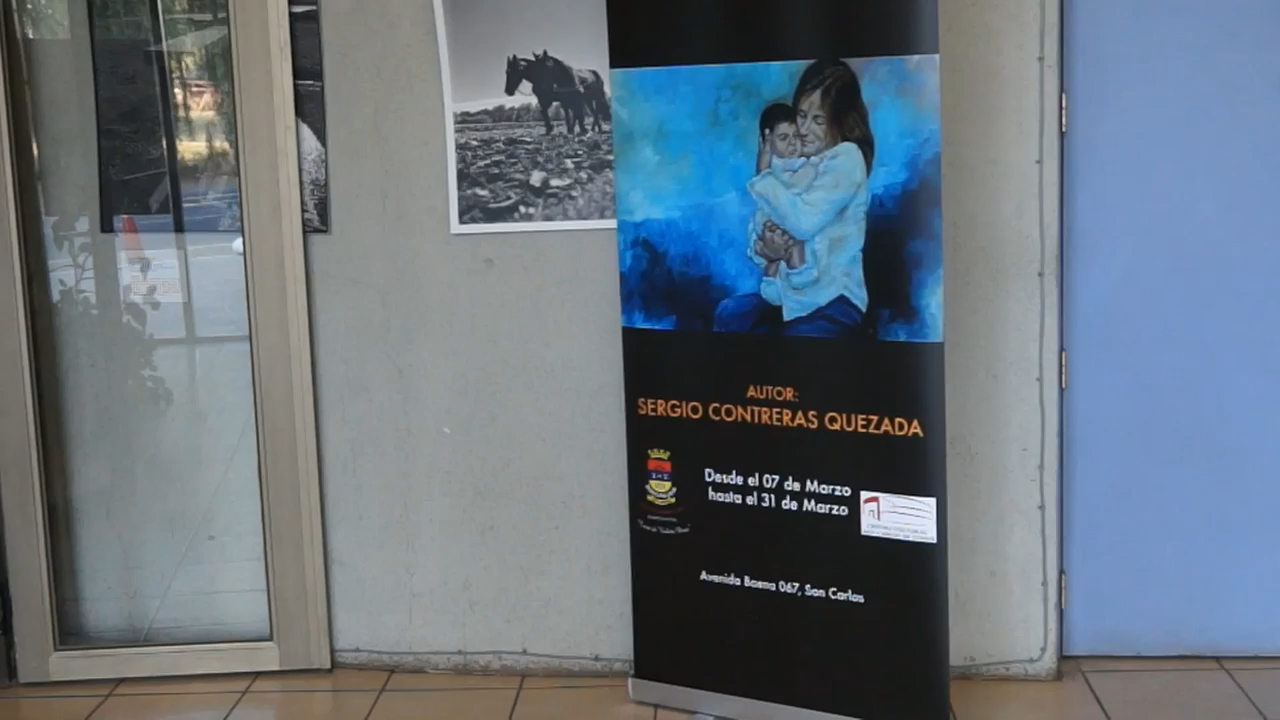 AUTOR:
SERGIO CONTRERAS QUEZADA
Desde el 07 de Marzo
hasta el 31 de Marzo
Avenida Baena 067, San Carlos